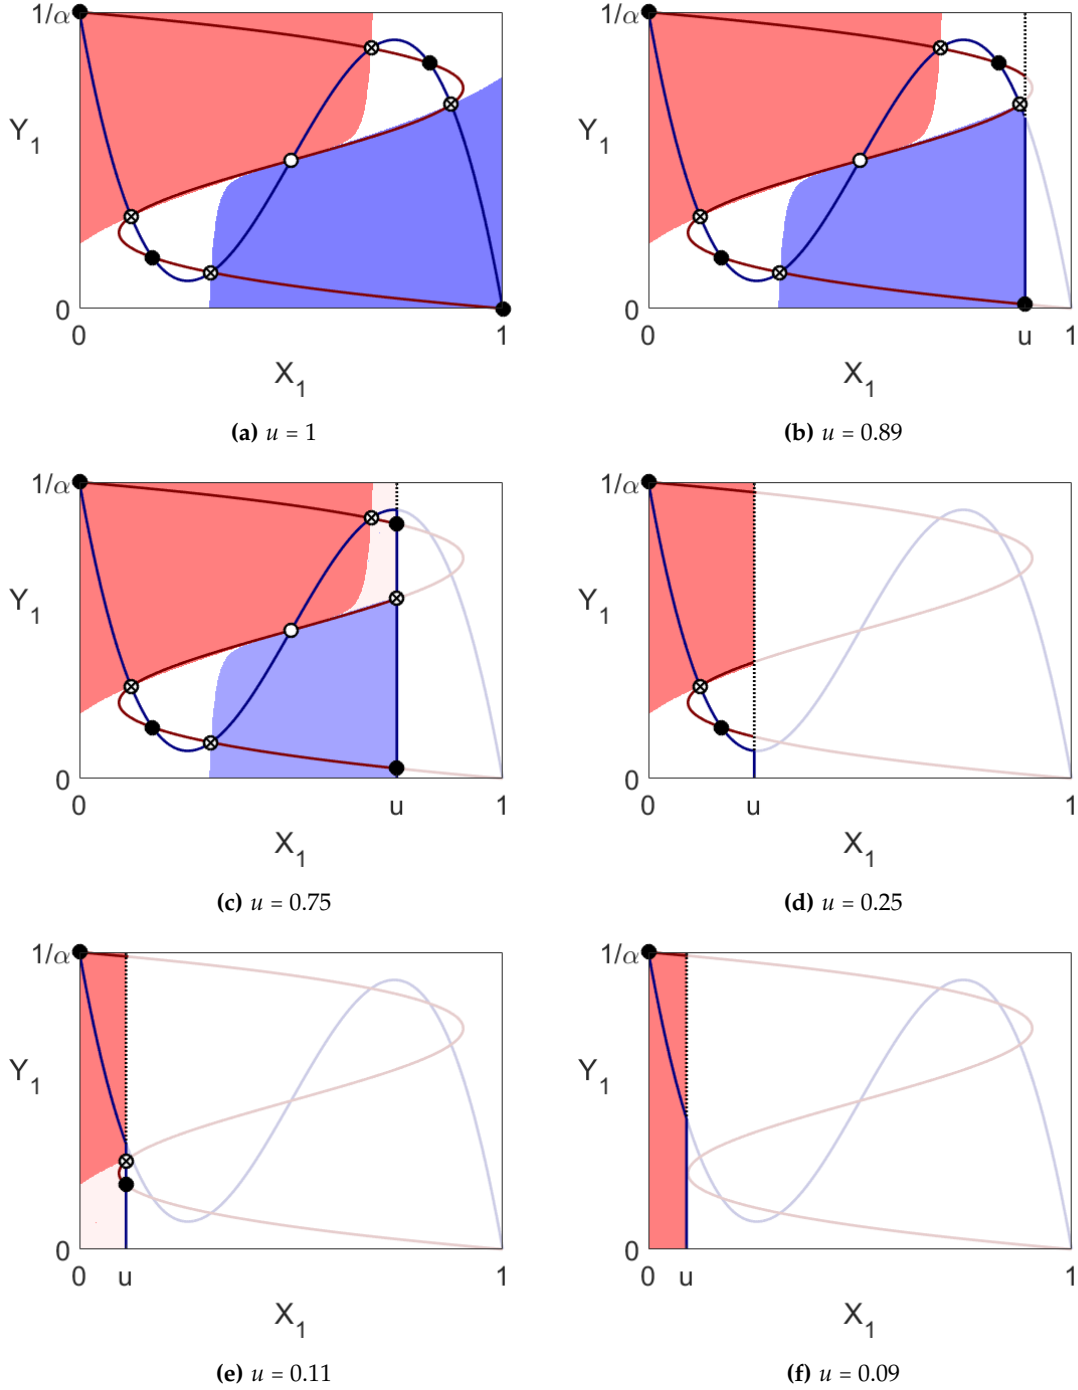 1/α
Y1
0
0
1
X1
(a) u = 1
1/α
Y1
0
0
u
1
X1
(b) u = 0.89
1/α
Y1
0
0
u
1
X1
(c) u = 0.75
1/α
Y1
0
0
u
1
X1
(d) u = 0.25
1/α
Y1
0
0
u
1
X1
(e) u = 0.11
1/α
Y1
0
0
u
1
X1
(f) u = 0.09